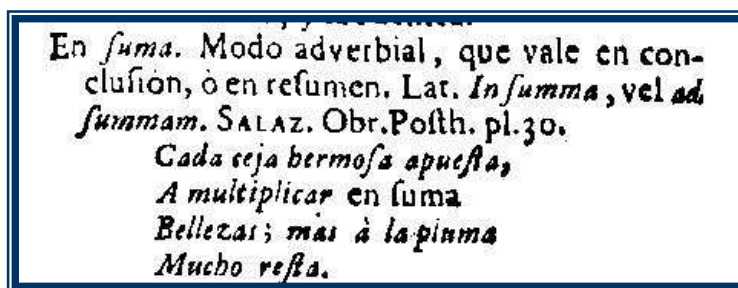 En ſuma. Modo adverbial, que vale en con-
cluſión, ò en reſumen. Lat. In ſumma, vel ad
ſummam. SALAZ. Obr.Poſth. pl.30.
Cada ceja hermoſa apueſta,
A multiplicar en ſuma
Bellezas; mas à la pluma
Mucho reſta.